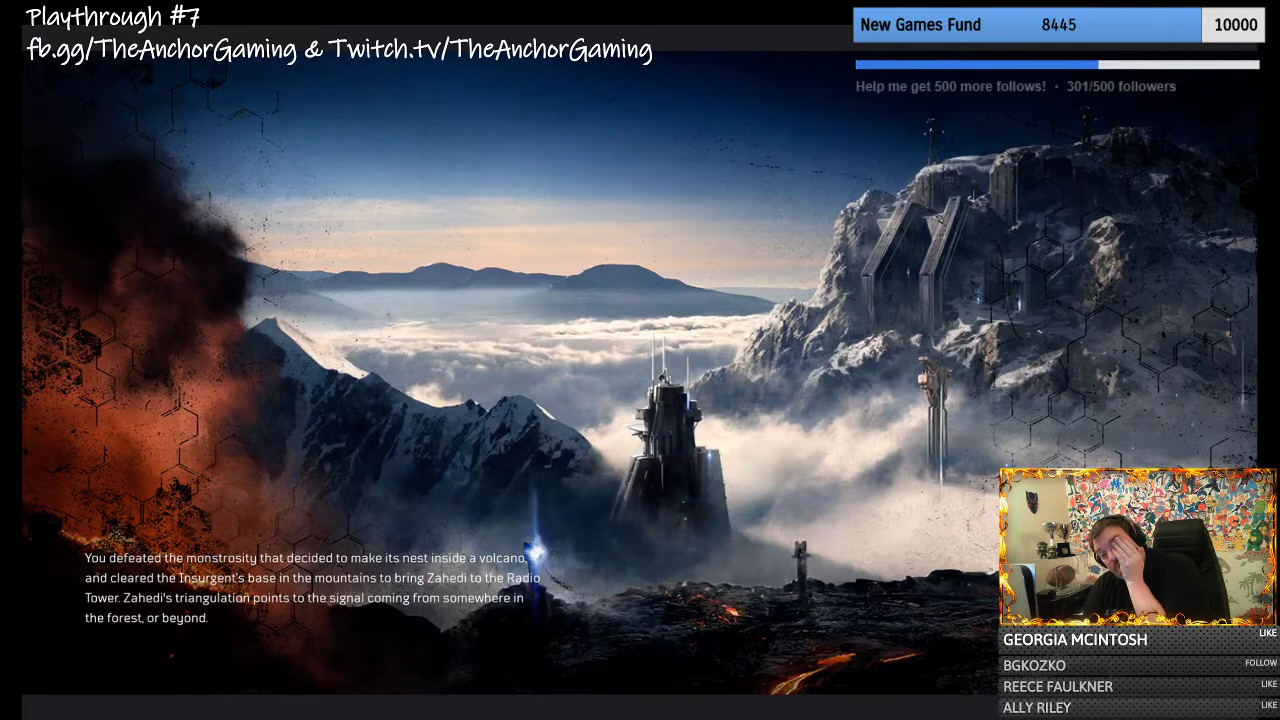 Playthrough #7
fb.gg/TheAnchorGaming & Twitch.tv/TheAnchorGaming
New Games Fund 8445 10000
Help me get 500 more follows! · 301/500 followers
You defeated the monstrosity that decided to make its nest inside a volcano,
and cleared the Insurgent's base in the mountains to bring Zahedi to the Radio
Tower. Zahedi's triangulation points to the signal coming from somewhere in
the forest, or beyond.
GEORGIA MCINTOSH LIKE
BGKOZKO FOLLOW
REECE FAULKNER LIKE
ALLY RILEY LIKE